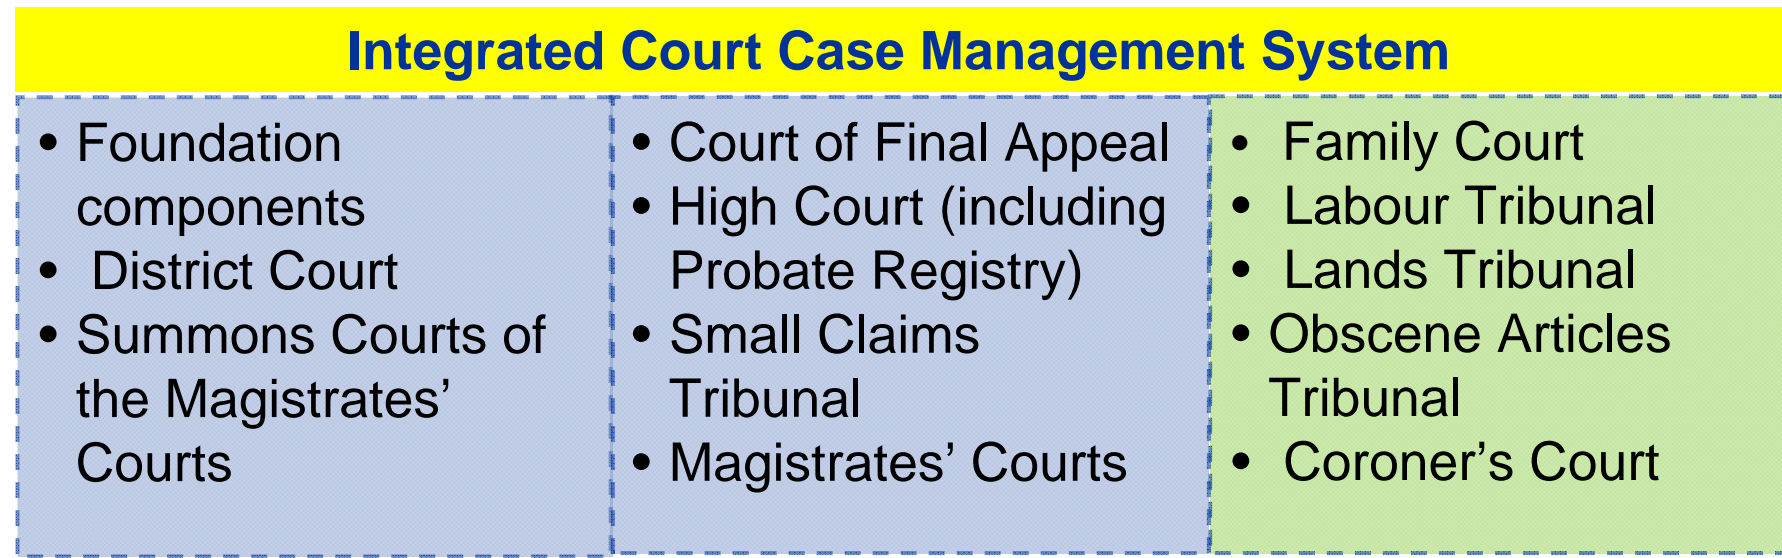 Integrated Court Case Management System
• Foundation
components
• District Court
• Summons Courts of
the Magistrates’
Courts
• Court of Final Appeal
• High Court (including
Probate Registry)
• Small Claims
Tribunal
• Magistrates’ Courts
• Family Court
• Labour Tribunal
• Lands Tribunal
• Obscene Articles
Tribunal
• Coroner’s Court